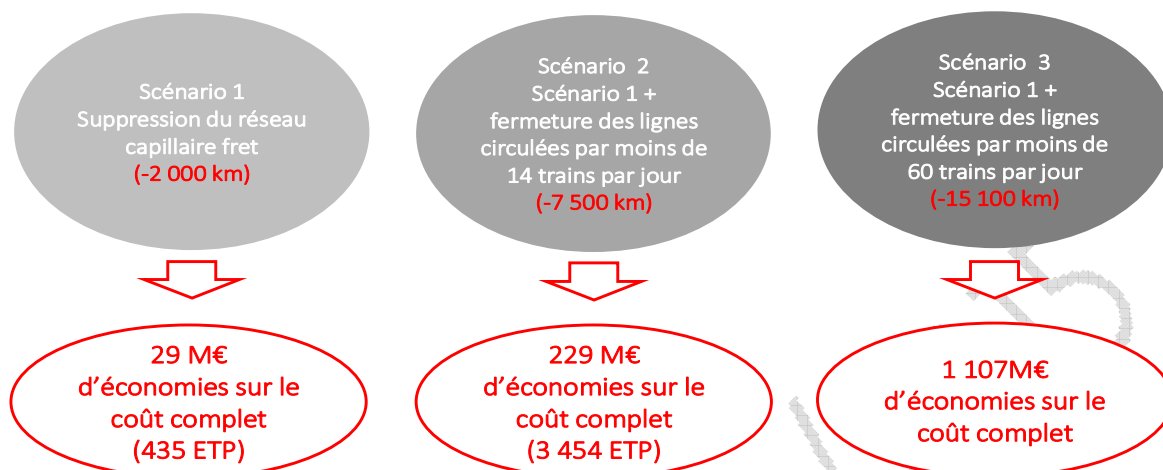 Scénario 1
Suppression du réseau
capillaire fret
(-2 000 km)
Scénario 2
Scénario 1 +
fermeture des lignes
circulées par moins de
14 trains par jour
(-7 500 km)
Scénario 3
Scénario 1 +
fermeture des lignes
circulées par moins de
60 trains par jour
(-15 100 km)
29 M€
d'économies sur le
coût complet
(435 ETP)
229 M€
d'économies sur le
coût complet
(3 454 ETP)
1 107M€
d'économies sur le
coût complet